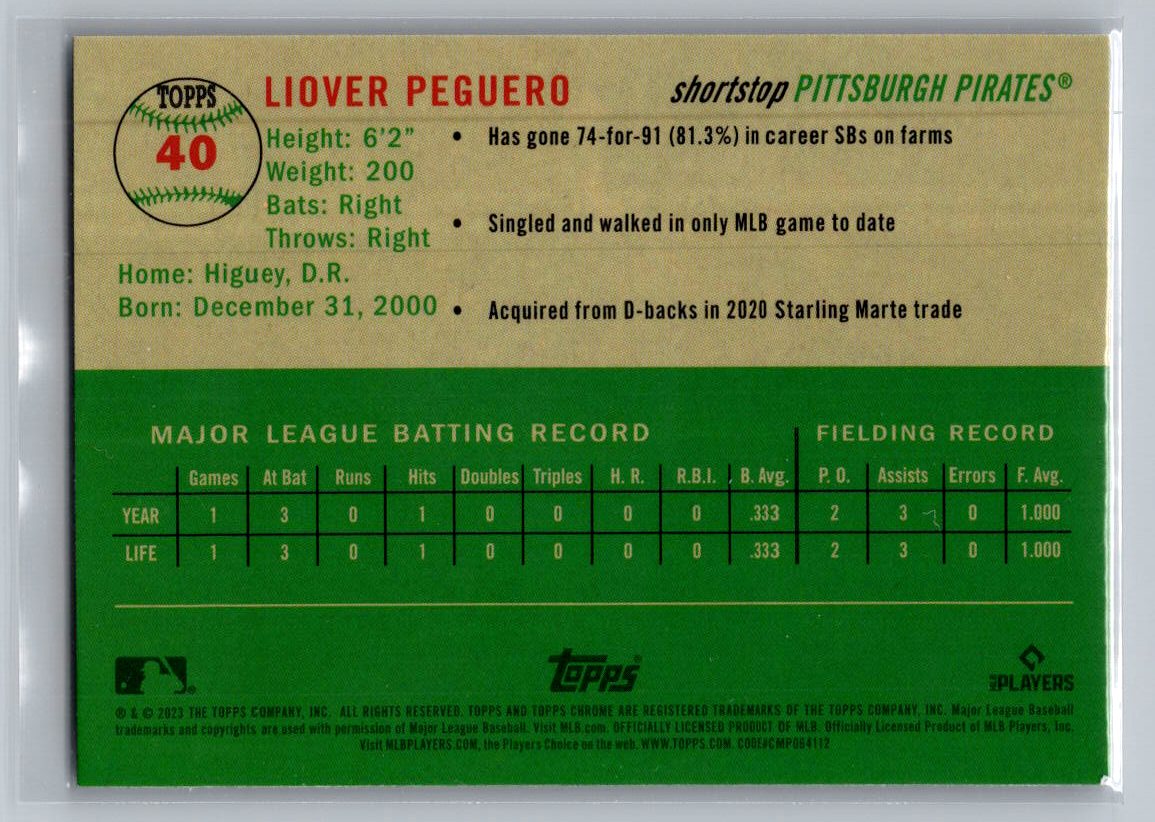 TOPPS
40
LIOVER PEGUERO
shortstop PITTSBURGH PIRATES®
Height: 6'2"
Weight: 200
Bats: Right
Throws: Right
Home: Higuey, D.R.
Born: December 31, 2000
• Has gone 74-for-91 (81.3%) in career SBs on farms
• Singled and walked in only MLB game to date
• Acquired from D-backs in 2020 Starling Marte trade
MAJOR LEAGUE BATTING RECORD FIELDING RECORD
Games At Bat Runs Hits Doubles Triples H. R. R.B.I. B. Avg. P. O. Assists Errors F. Avg.
YEAR 1 3 0 1 0 0 0 0 .333 2 3 0 1.000
LIFE 1 3 0 1 0 0 0 0 .333 2 3 0 1.000
topps®
MLB PLAYERS
® & © 2023 THE TOPPS COMPANY, INC. ALL RIGHTS RESERVED. TOPPS AND TOPPS CHROME ARE REGISTERED TRADEMARKS OF THE TOPPS COMPANY, INC. Major League Baseball
trademarks and copyrights are used with permission of Major League Baseball. Visit MLB.com. OFFICIALLY LICENSED PRODUCT OF MLB. Officially Licensed Product of MLB Players, Inc.
Visit MLBPLAYERS.COM, the Players Choice on the web. WWW.TOPPS.COM. CODE#CMP084112